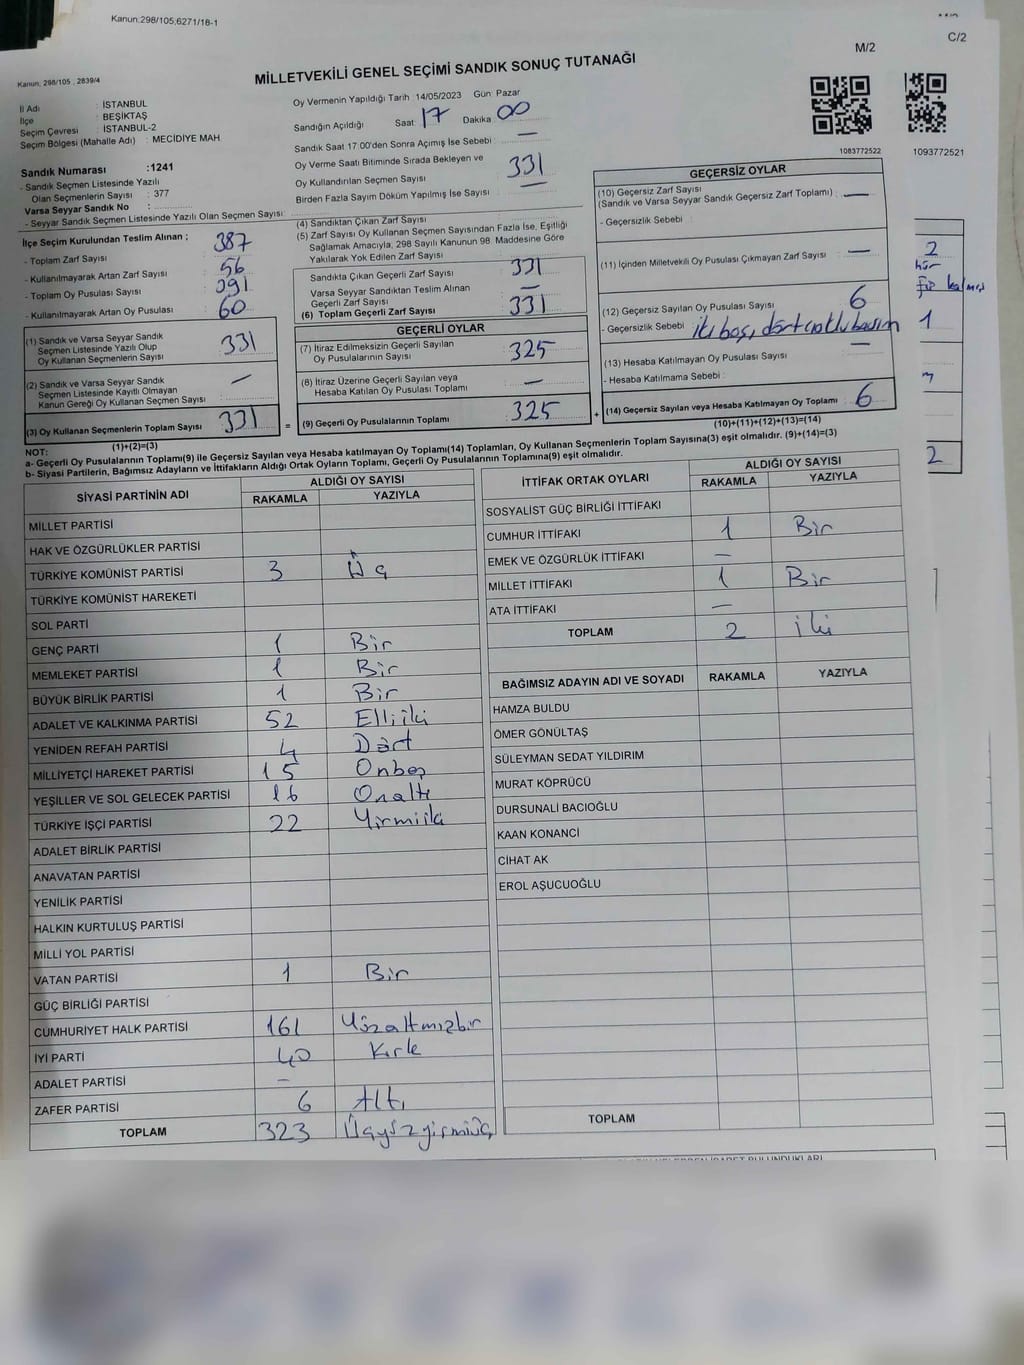 Kanun.298/105,6271/18-1
C/2
M/2
Kanun. 298/105 , 2839/4
MİLLETVEKİLİ GENEL SEÇİMİ SANDIK SONUÇ TUTANAĞI
İl Adı : İSTANBUL
İlçe : BEŞİKTAŞ
Seçim Çevresi : İSTANBUL-2
Seçim Bölgesi (Mahalle Adı) : MECİDİYE MAH.
Sandık Numarası :1241
- Sandık Seçmen Listesinde Yazılı
Olan Seçmenlerin Sayısı : 377
Varsa Seyyar Sandık No :
- Seyyar Sandık Seçmen Listesinde Yazılı Olan Seçmen Sayısı:
Oy Vermenin Yapıldığı Tarih 14/05/2023 Gün: Pazar
Sandığın Açıldığı Saat: 17 Dakika 00
Sandık Saat 17:00'den Sonra Açımış İse Sebebi : —
Oy Verme Saati Bitiminde Sırada Bekleyen ve
Oy Kullandırılan Seçmen Sayısı 331
Birden Fazla Sayım Döküm Yapılmış İse Sayısı —
1083772522
1093772521
İlçe Seçim Kurulundan Teslim Alınan ;
- Toplam Zarf Sayısı : 387
- Kullanılmayarak Artan Zarf Sayısı : 56
- Toplam Oy Pusulası Sayısı : 391
- Kullanılmayarak Artan Oy Pusulası : 60
(4) Sandıktan Çıkan Zarf Sayısı
(5) Zarf Sayısı Oy Kullanan Seçmen Sayısından Fazla İse, Eşitliği
Sağlamak Amacıyla, 298 Sayılı Kanunun 98. Maddesine Göre
Yakılarak Yok Edilen Zarf Sayısı —
Sandıkta Çıkan Geçerli Zarf Sayısı 331
Varsa Seyyar Sandıktan Teslim Alınan
Geçerli Zarf Sayısı —
(6) Toplam Geçerli Zarf Sayısı 331
GEÇERSİZ OYLAR
(10) Geçersiz Zarf Sayısı
(Sandık ve Varsa Seyyar Sandık Geçersiz Zarf Toplamı) : —
- Geçersizlik Sebebi :
(11) İçinden Milletvekili Oy Pusulası Çıkmayan Zarf Sayısı : —
(12) Geçersiz Sayılan Oy Pusulası Sayısı : 6
- Geçersizlik Sebebi : iki boş, dört
(13) Hesaba Katılmayan Oy Pusulası Sayısı : —
- Hesaba Katılmama Sebebi :
(14) Geçersiz Sayılan veya Hesaba Katılmayan Oy Toplamı : 6
(10)+(11)+(12)+(13)=(14)
(1) Sandık ve Varsa Seyyar Sandık
Seçmen Listesinde Yazılı Olup
Oy Kullanan Seçmenlerin Sayısı : 331
(2) Sandık ve Varsa Seyyar Sandık
Seçmen Listesinde Kayıtlı Olmayan
Kanun Gereği Oy Kullanan Seçmen Sayısı : —
(3) Oy Kullanan Seçmenlerin Toplam Sayısı : 331
(1)+(2)=(3)
=
GEÇERLİ OYLAR
(7) İtiraz Edilmeksizin Geçerli Sayılan
Oy Pusulalarının Sayısı : 325
(8) İtiraz Üzerine Geçerli Sayılan veya
Hesaba Katılan Oy Pusulası Toplamı : —
(9) Geçerli Oy Pusulalarının Toplamı : 325
+
NOT:
a- Geçerli Oy Pusulalarının Toplamı(9) ile Geçersiz Sayılan veya Hesaba katılmayan Oy Toplamı(14) Toplamları, Oy Kullanan Seçmenlerin Toplam Sayısına(3) eşit olmalıdır. (9)+(14)=(3)
b- Siyasi Partilerin, Bağımsız Adayların ve İttifakların Aldığı Ortak Oyların Toplamı, Geçerli Oy Pusulalarının Toplamına(9) eşit olmalıdır.
SİYASİ PARTİNİN ADI ALDIĞI OY SAYISI
RAKAMLA YAZIYLA
MİLLET PARTİSİ
HAK VE ÖZGÜRLÜKLER PARTİSİ
TÜRKİYE KOMÜNİST PARTİSİ 3 Üç
TÜRKİYE KOMÜNİST HAREKETİ
SOL PARTİ
GENÇ PARTİ 1 Bir
MEMLEKET PARTİSİ 1 Bir
BÜYÜK BİRLİK PARTİSİ 1 Bir
ADALET VE KALKINMA PARTİSİ 52 Elliiki
YENİDEN REFAH PARTİSİ 4 Dört
MİLLİYETÇİ HAREKET PARTİSİ 15 Onbeş
YEŞİLLER VE SOL GELECEK PARTİSİ 16 Onaltı
TÜRKİYE İŞÇİ PARTİSİ 22 Yirmiiki
ADALET BİRLİK PARTİSİ
ANAVATAN PARTİSİ
YENİLİK PARTİSİ
HALKIN KURTULUŞ PARTİSİ
MİLLİ YOL PARTİSİ
VATAN PARTİSİ 1 Bir
GÜÇ BİRLİĞİ PARTİSİ
CUMHURİYET HALK PARTİSİ 161 Yüzaltmışbir
İYİ PARTİ 40 Kırk
ADALET PARTİSİ —
ZAFER PARTİSİ 6 Altı
TOPLAM 323 Üçyüzyirmiüç
İTTİFAK ORTAK OYLARI ALDIĞI OY SAYISI
RAKAMLA YAZIYLA
SOSYALİST GÜÇ BİRLİĞİ İTTİFAKI
CUMHUR İTTİFAKI 1 Bir
EMEK VE ÖZGÜRLÜK İTTİFAKI —
MİLLET İTTİFAKI 1 Bir
ATA İTTİFAKI —
TOPLAM 2 iki
BAĞIMSIZ ADAYIN ADI VE SOYADI RAKAMLA YAZIYLA
HAMZA BULDU
ÖMER GÖNÜLTAŞ
SÜLEYMAN SEDAT YILDIRIM
MURAT KÖPRÜCÜ
DURSUNALİ BACIOĞLU
KAAN KONANCİ
CİHAT AK
EROL AŞUCUOĞLU
TOPLAM
2
1
2